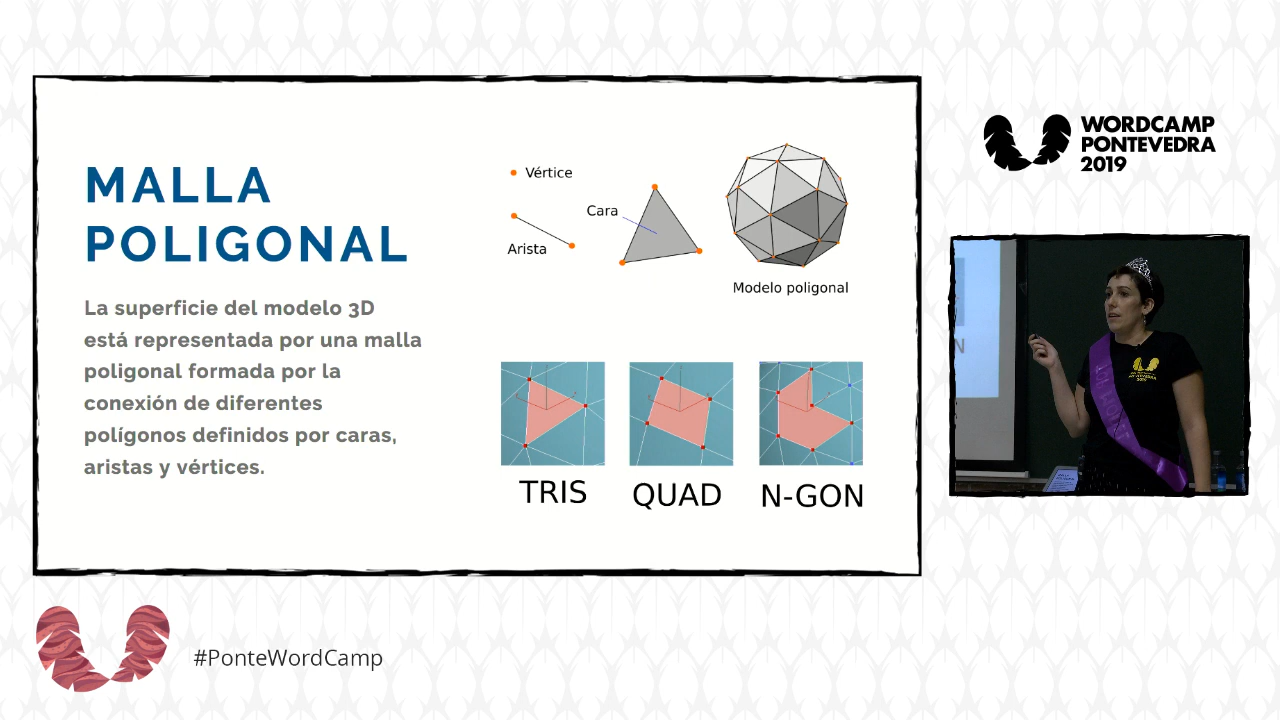 MALLA
POLIGONAL
La superficie del modelo 3D
está representada por una malla
poligonal formada por la
conexión de diferentes
polígonos definidos por caras,
aristas y vértices.
Vértice
Cara
Arista
Modelo poligonal
TRIS
QUAD
N-GON
WORDCAMP
PONTEVEDRA
2019
#PonteWordCamp